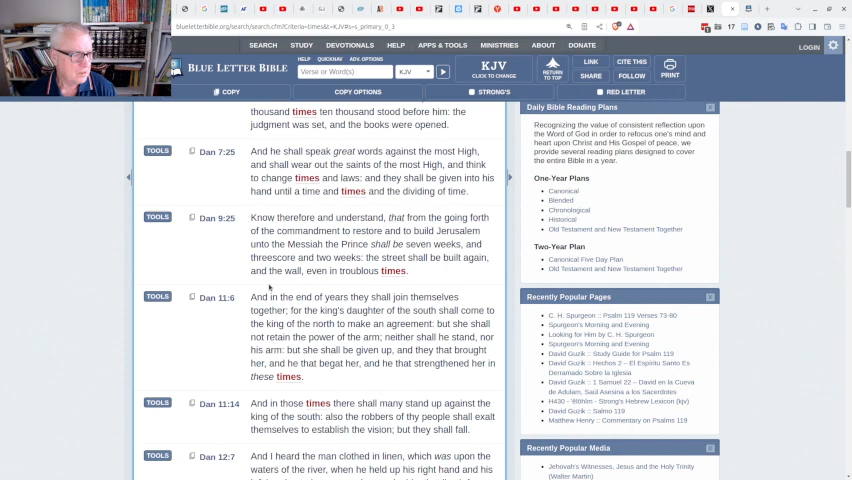 blueletterbible.org/search/search.cfm?Criteria=times&t=KJV#s=s_primary_0_3
SEARCH STUDY DEVOTIONALS HELP APPS & TOOLS MINISTRIES ABOUT DONATE
LOGIN
BLUE LETTER BIBLE
HELP QUICKNAV ADV. OPTIONS
Verse or Word(s)
KJV
KJV
CLICK TO CHANGE
RETURN
TO TOP
LINK
SHARE
CITE THIS
FOLLOW
PRINT
COPY
COPY OPTIONS
STRONG'S
RED LETTER
thousand times ten thousand stood before him: the
judgment was set, and the books were opened.
TOOLS
Dan 7:25
And he shall speak great words against the most High,
and shall wear out the saints of the most High, and think
to change times and laws: and they shall be given into his
hand until a time and times and the dividing of time.
TOOLS
Dan 9:25
Know therefore and understand, that from the going forth
of the commandment to restore and to build Jerusalem
unto the Messiah the Prince shall be seven weeks, and
threescore and two weeks: the street shall be built again,
and the wall, even in troublous times.
TOOLS
Dan 11:6
And in the end of years they shall join themselves
together; for the king's daughter of the south shall come to
the king of the north to make an agreement: but she shall
not retain the power of the arm; neither shall he stand, nor
his arm: but she shall be given up, and they that brought
her, and he that begat her, and he that strengthened her in
these times.
TOOLS
Dan 11:14
And in those times there shall many stand up against the
king of the south: also the robbers of thy people shall exalt
themselves to establish the vision; but they shall fall.
TOOLS
Dan 12:7
And I heard the man clothed in linen, which was upon the
waters of the river, when he held up his right hand and his
Daily Bible Reading Plans
Recognizing the value of consistent reflection upon
the Word of God in order to refocus one's mind and
heart upon Christ and His Gospel of peace, we
provide several reading plans designed to cover
the entire Bible in a year.
One-Year Plan
Canonical
Blended
Chronological
Historical
Old Testament and New Testament Together
Two-Year Plan
Canonical Five Day Plan
Old Testament and New Testament Together
Recently Popular Pages
C. H. Spurgeon :: Psalm 119 Verses 73-80
Spurgeon's Morning and Evening
Looking for Him by C. H. Spurgeon
Spurgeon's Morning and Evening
David Guzik :: Study Guide for Psalm 119
David Guzik :: Hechos 2 – El Espíritu Santo Es
Derramado Sobre la Iglesia
David Guzik :: 1 Samuel 22 – David en la Cueva
de Adulam, Saúl Asesina a los Sacerdotes
H430 - 'ĕlōhîm - Strong's Hebrew Lexicon (kjv)
David Guzik :: Salmo 119
Matthew Henry :: Commentary on Psalms 119
Recently Popular Media
Jehovah's Witnesses, Jesus and the Holy Trinity
(Walter Martin)